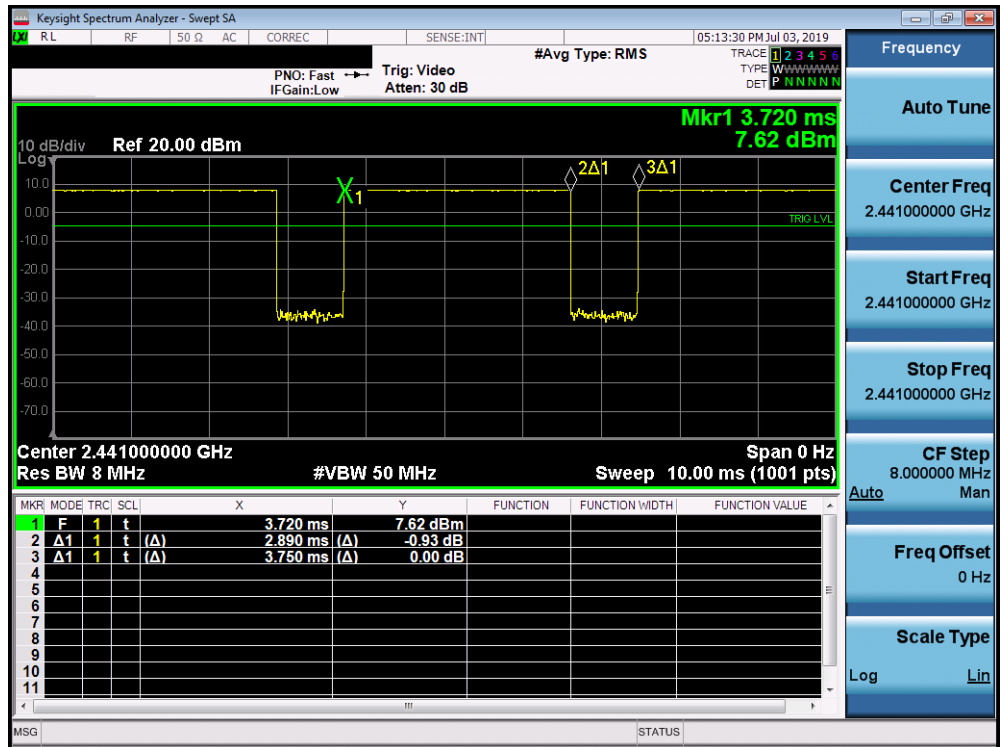 Keysight Spectrum Analyzer - Swept SA
LXI RL RF 50 Ω AC CORREC SENSE:INT 05:13:30 PM Jul 03, 2019
PNO: Fast
IFGain:Low
Trig: Video
Atten: 30 dB
#Avg Type: RMS
TRACE 1 2 3 4 5 6
TYPE WWWWWW
DET P N N N N N
Mkr1 3.720 ms
7.62 dBm
10 dB/div Ref 20.00 dBm
Log
10.0
0.00
-10.0
-20.0
-30.0
-40.0
-50.0
-60.0
-70.0
1
2Δ1
3Δ1
TRIG LVL
Center 2.441000000 GHz Span 0 Hz
Res BW 8 MHz #VBW 50 MHz Sweep 10.00 ms (1001 pts)
MKR MODE TRC SCL X Y FUNCTION FUNCTION WIDTH FUNCTION VALUE
1 F 1 t 3.720 ms 7.62 dBm
2 Δ1 1 t (Δ) 2.890 ms (Δ) -0.93 dB
3 Δ1 1 t (Δ) 3.750 ms (Δ) 0.00 dB
4
5
6
7
8
9
10
11
MSG STATUS
Frequency
Auto Tune
Center Freq
2.441000000 GHz
Start Freq
2.441000000 GHz
Stop Freq
2.441000000 GHz
CF Step
8.000000 MHz
Auto Man
Freq Offset
0 Hz
Scale Type
Log Lin